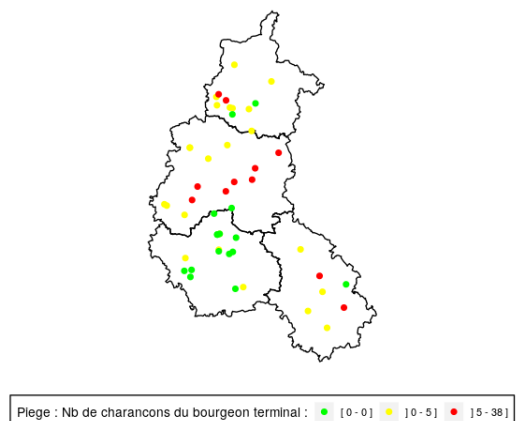 Piege : Nb de charancons du bourgeon terminal : [ 0 - 0 ] ] 0 - 5 ] ] 5 - 38 ]